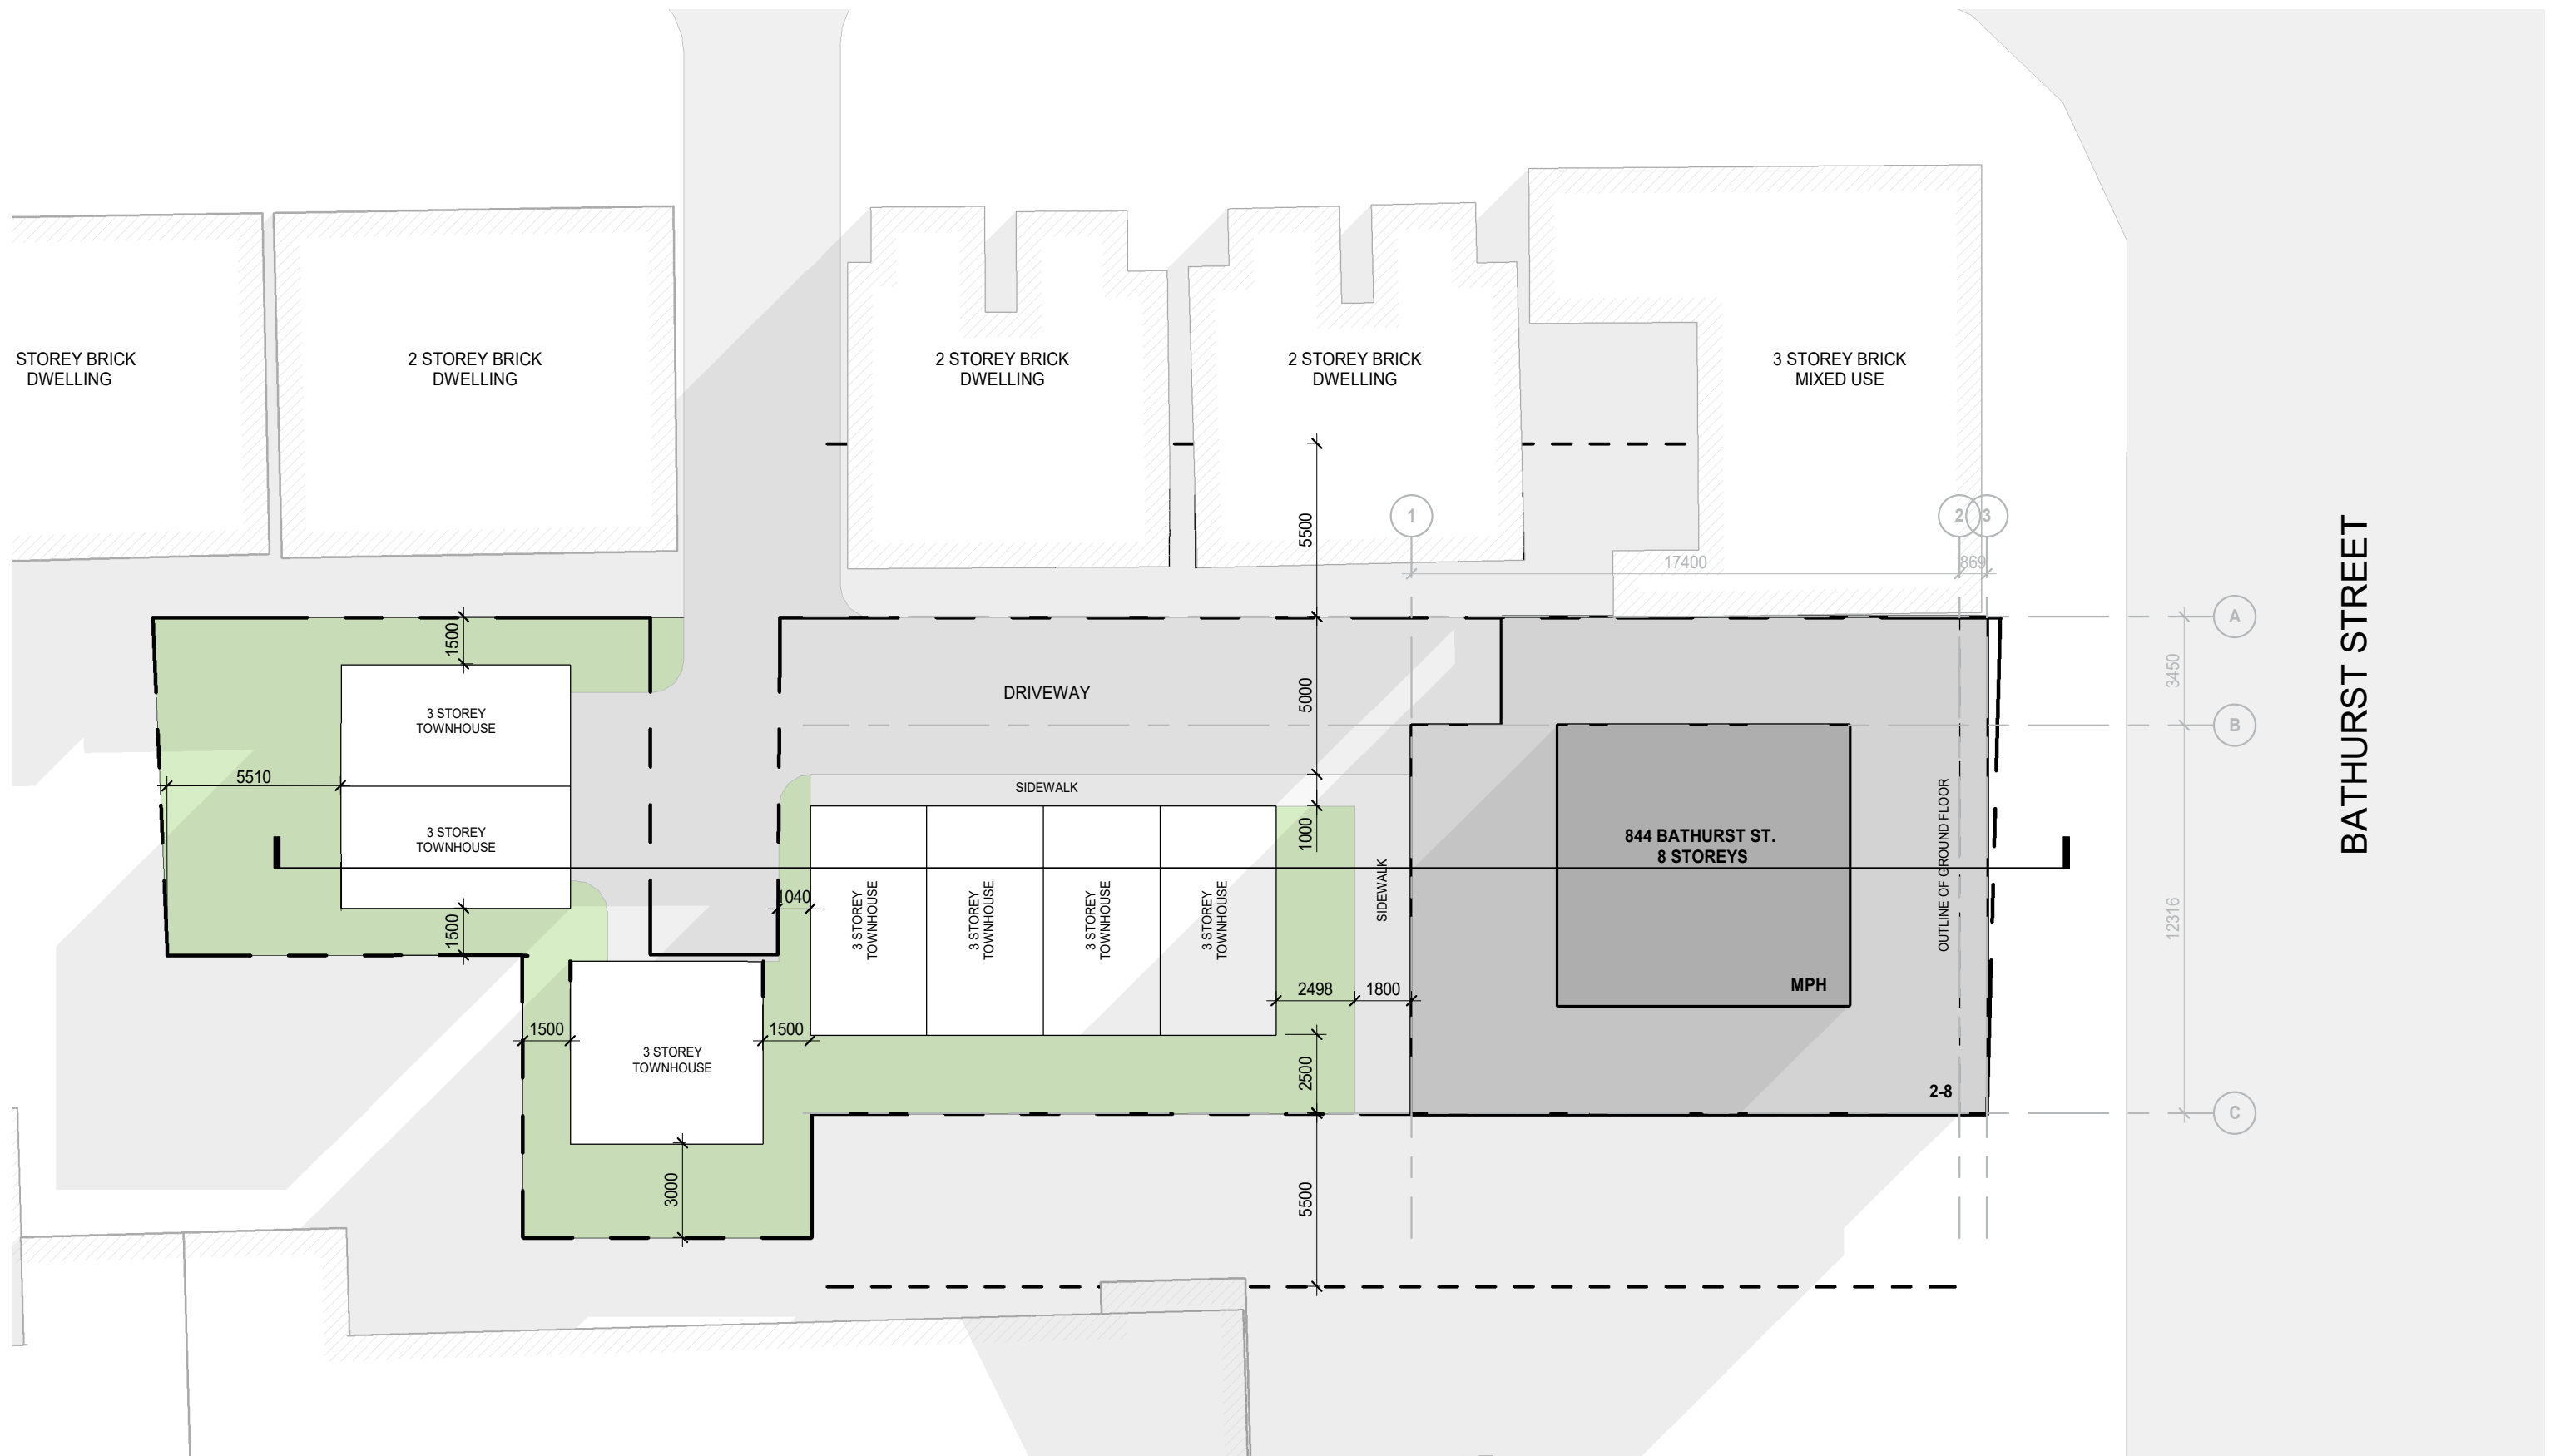 STOREY BRICK
DWELLING
2 STOREY BRICK
DWELLING
2 STOREY BRICK
DWELLING
2 STOREY BRICK
DWELLING
3 STOREY BRICK
MIXED USE
5500
1
2
3
17400
869
A
3450
B
12316
C
BATHURST STREET
1500
3 STOREY
TOWNHOUSE
5510
3 STOREY
TOWNHOUSE
1500
DRIVEWAY
5000
SIDEWALK
1000
1040
3 STOREY
TOWNHOUSE
3 STOREY
TOWNHOUSE
3 STOREY
TOWNHOUSE
3 STOREY
TOWNHOUSE
SIDEWALK
2498
1800
844 BATHURST ST.
8 STOREYS
MPH
OUTLINE OF GROUND FLOOR
2-8
1500
1500
3 STOREY
TOWNHOUSE
2500
3000
5500